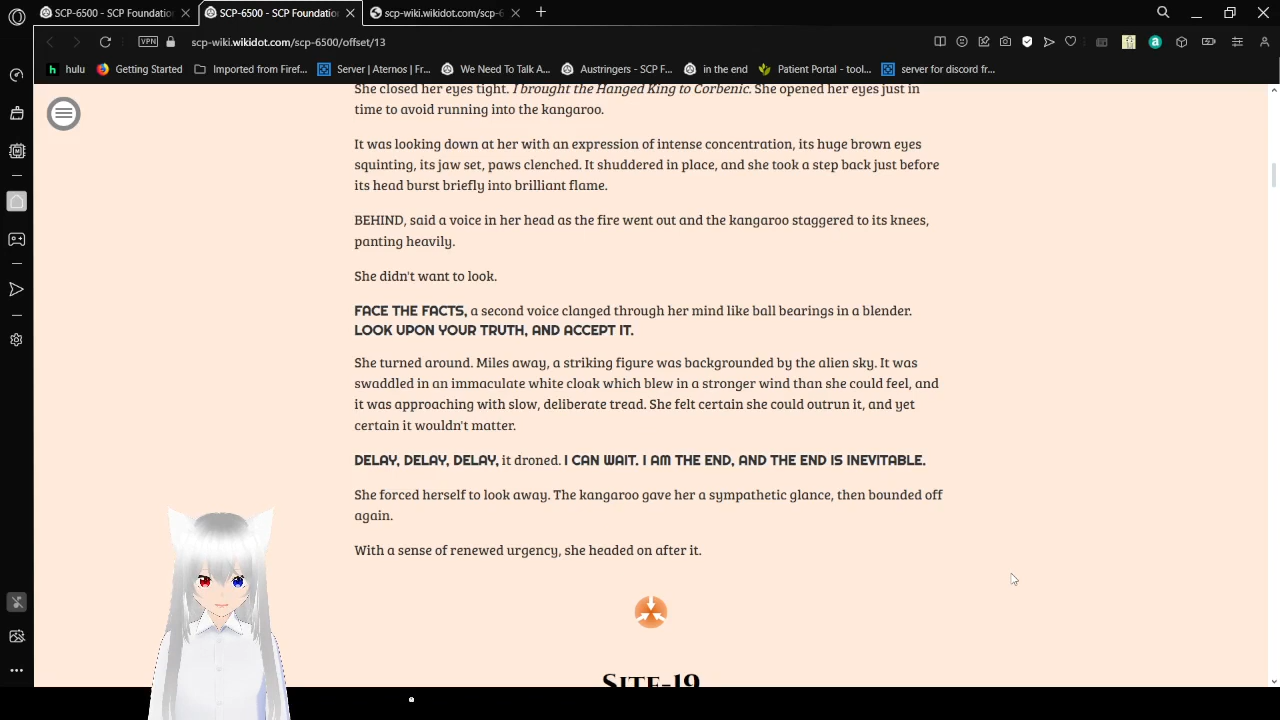 SCP-6500 - SCP Foundatio
SCP-6500 - SCP Foundation
scp-wiki.wikidot.com/scp-6
VPN
scp-wiki.wikidot.com/scp-6500/offset/13
hulu
Getting Started
Imported from Firef...
Server | Aternos | Fr...
We Need To Talk A...
Austringers - SCP F...
in the end
Patient Portal - tool...
server for discord fr...
She closed her eyes tight. I brought the Hanged King to Corbenic. She opened her eyes just in
time to avoid running into the kangaroo.
It was looking down at her with an expression of intense concentration, its huge brown eyes
squinting, its jaw set, paws clenched. It shuddered in place, and she took a step back just before
its head burst briefly into brilliant flame.
BEHIND, said a voice in her head as the fire went out and the kangaroo staggered to its knees,
panting heavily.
She didn't want to look.
FACE THE FACTS, a second voice clanged through her mind like ball bearings in a blender.
LOOK UPON YOUR TRUTH, AND ACCEPT IT.
She turned around. Miles away, a striking figure was backgrounded by the alien sky. It was
swaddled in an immaculate white cloak which blew in a stronger wind than she could feel, and
it was approaching with slow, deliberate tread. She felt certain she could outrun it, and yet
certain it wouldn't matter.
DELAY, DELAY, DELAY, it droned. I CAN WAIT. I AM THE END, AND THE END IS INEVITABLE.
She forced herself to look away. The kangaroo gave her a sympathetic glance, then bounded off
again.
With a sense of renewed urgency, she headed on after it.
SITE-19